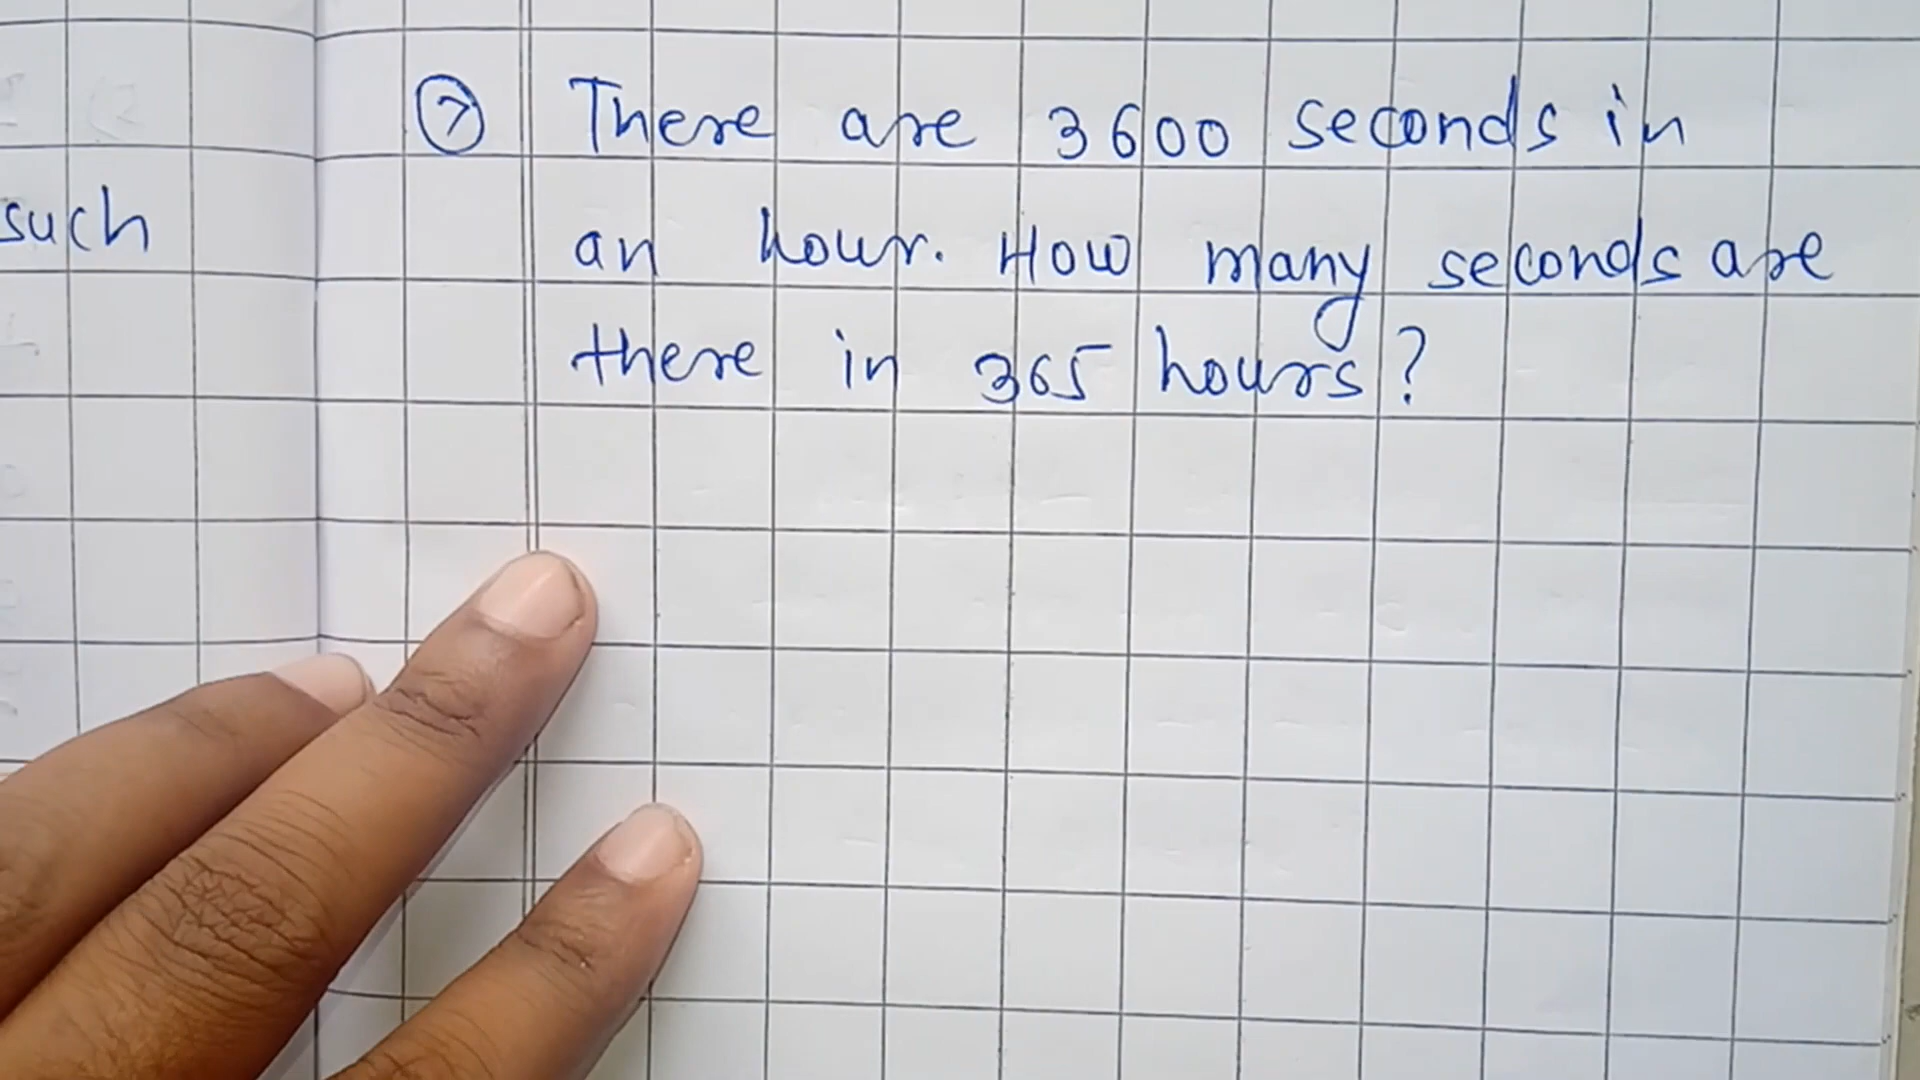 such
7 There are 3600 seconds in
an hour. How many seconds are
there in 365 hours?